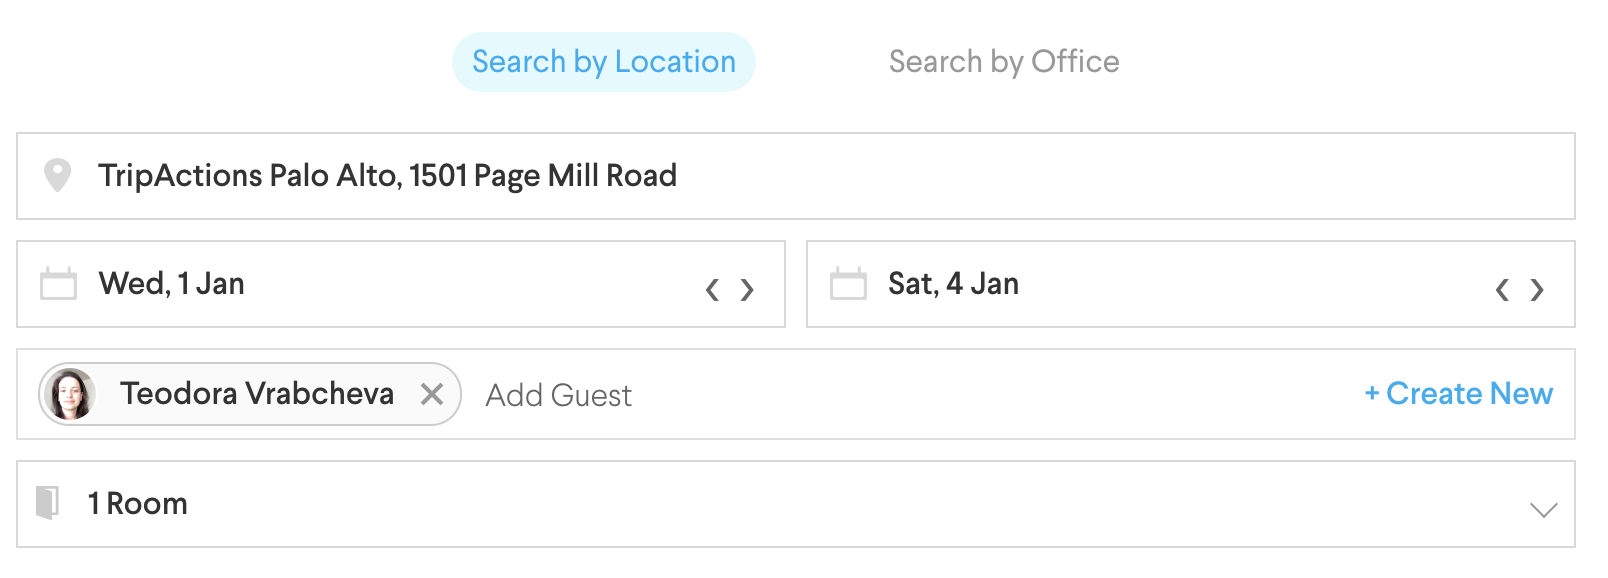 Search by Location
Search by Office
TripActions Palo Alto, 1501 Page Mill Road
Wed, 1 Jan
Sat, 4 Jan
Teodora Vrabcheva Add Guest + Create New
1 Room